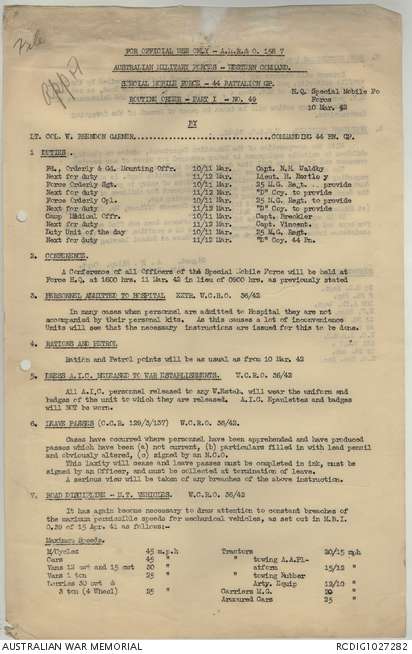 File
app A
FOR OFFICIAL USE ONLY - A.M.R.& O. 158 7
AUSTRALIAN MILITARY FORCES - WESTERN COMMAND.
SPECIAL MOBILE FORCE - 44 BATTALION GP.
ROUTINE ORDER - PART I - NO. 49
H.Q. Special Mobile Fo
Force
10 Mar. 42
BY
LT. COL W. BRENDON GARNER..........................................COMMANDING 44 BN. GP.
1 DUTIES .
Fd., Orderly & Gd. Mounting Offr. 10/11 Mar. Capt. N.H. Waldby
Next for duty 11/12 Mar. Lieut. H. Hartley
Force Orderly Sgt. 10/11 Mar. 25 M.G. Regt... provide
Next for duty 11/12 Mar. "D" Coy. to provide
Force Orderly Cpl. 10/11 Mar. 25 M.G. Regt. to provide
Next for duty 11/12 Mar. "D" Coy. to provide
Camp Medical Offr. 10/11 Mar. Capt. Breckler
Next for duty. 11/12 Mar. Capt. Vincent.
Duty Unit of the day 10/11 Mar. 25 M.G. Regt.
Next for duty 11/12 Mar. Coy. 44 Bn.
2. CONFERENCE.
A Conference of all Officers of the Special Mobile Force will be held at
Force H.Q. at 1600 hrs. 11 Mar. 42 in lieu of 0900 hrs. as previously stated
3. PERSONNEL ADMITTED TO HOSPITAL EXTR. W.C.R.O. 36/42
In many cases when personnel are admitted to Hospital they are not
accompanied by their personal kits. As this causes a lot of inconvenience
Units will see that the necessary instructions are issued for this to be done.
4. RATIONS AND PETROL
Ration and Petrol points will be as usual as from 10 Mar. 42
5. DRESS A.I.C. RELEASED TO WAR ESTABLISHMENTS. W.C.R.O. 36/42
All A.I.C. personnel released to any W.Estab. will wear the uniform and
badges of the unit to which they are released. A.I.C. Epaulettes and badges
will NOT be worn.
6. LEAVE PASSES (C.C.R. 129/3/137) W.C.R.O. 36/42.
Cases have occurred where personnel have been apprehended and have produced
passes which have been (a) not current, (b) particulars filled in with lead pencil
and obviously altered, (c) signed by an N.C.O.
This laxity will cease and leave passes must be completed in ink, must be
signed by an Officer, and must be collected at termination of leave.
A serious view will be taken of any breaches of the above instruction.
7. ROAD DISCIPLINE - M.T. VEHICLES. W.C.R.O. 36/42
It has again become necessary to draw attention to constant breaches of
the maximum permissible speeds for mechanical vehicles, as set out in M.B.I.
0.39 of 15 Apr. 41 as follows:-
Maximum Speeds.
M/Cycles 45 m.p.h Tractors 20/15 mph
Cars 45 " " towing A.A.Pl-
Vans 12 cwt and 15 cwt 30 " atform 15/12 "
Vans 1 ton 25 " " towing Rubber
Lorries 30 cwt & Arty. Equip 12/10 "
3 ton (4 Wheel) 25 " Carriers M.G. 20 "
Armoured Cars 25 "
AUSTRALIAN WAR MEMORIAL
RCDIG1027282